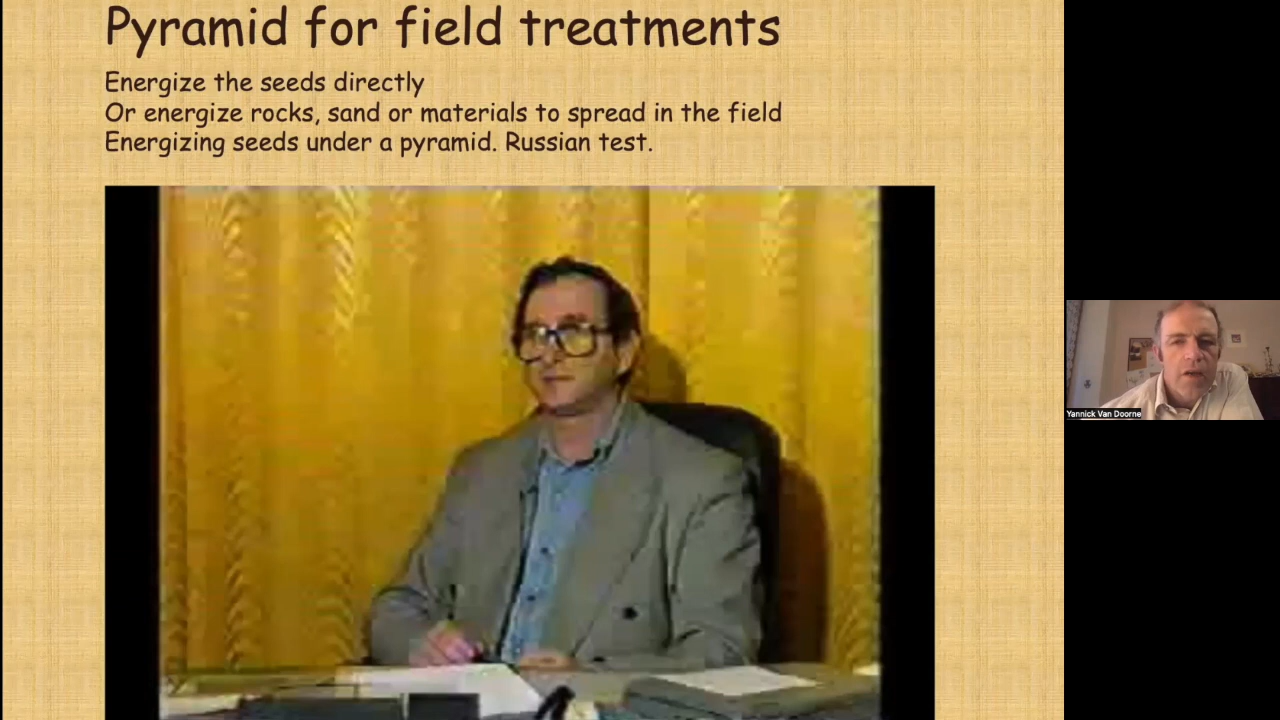 Pyramid for field treatments
Energize the seeds directly
Or energize rocks, sand or materials to spread in the field
Energizing seeds under a pyramid. Russian test.
Yannick Van Doorne